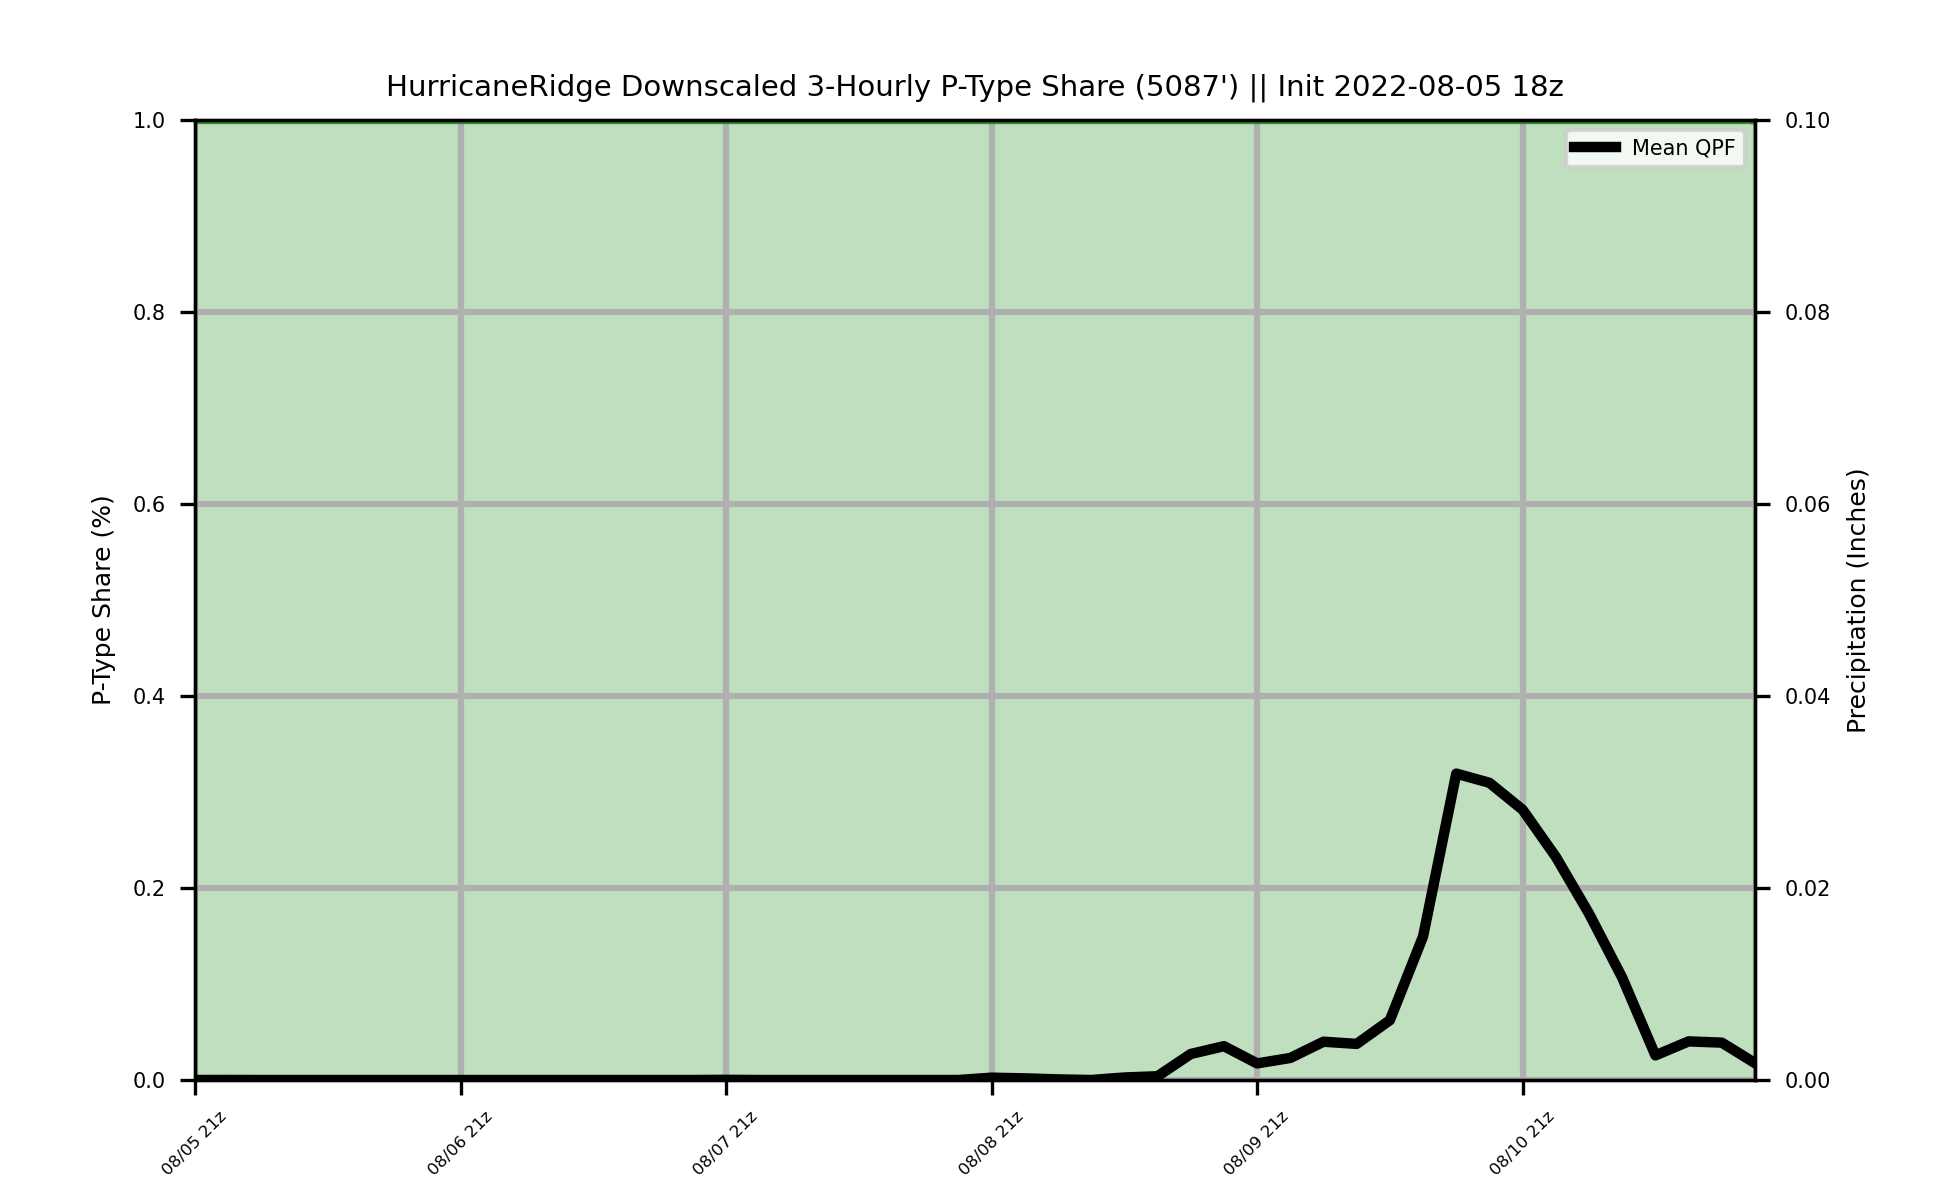 HurricaneRidge Downscaled 3-Hourly P-Type Share (5087') || Init 2022-08-05 18z
Mean QPF
P-Type Share (%)
1.0
0.8
0.6
0.4
0.2
0.0
0.10
0.08
0.06
0.04
0.02
0.00
Precipitation (Inches)
08/05 21z
08/06 21z
08/07 21z
08/08 21z
08/09 21z
08/10 21z